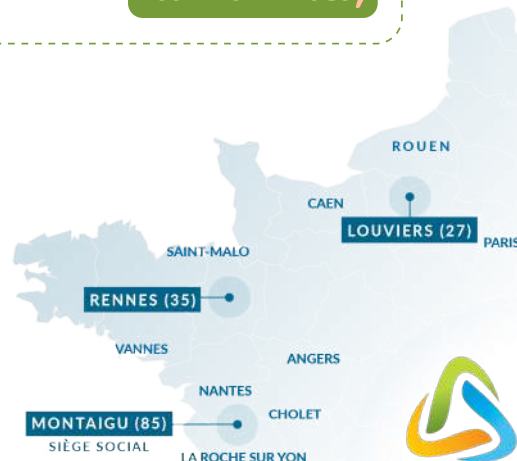 ROUEN
CAEN
LOUVIERS (27)
PARIS
SAINT-MALO
RENNES (35)
VANNES
ANGERS
NANTES
CHOLET
MONTAIGU (85)
SIÈGE SOCIAL
LA ROCHE SUR YON